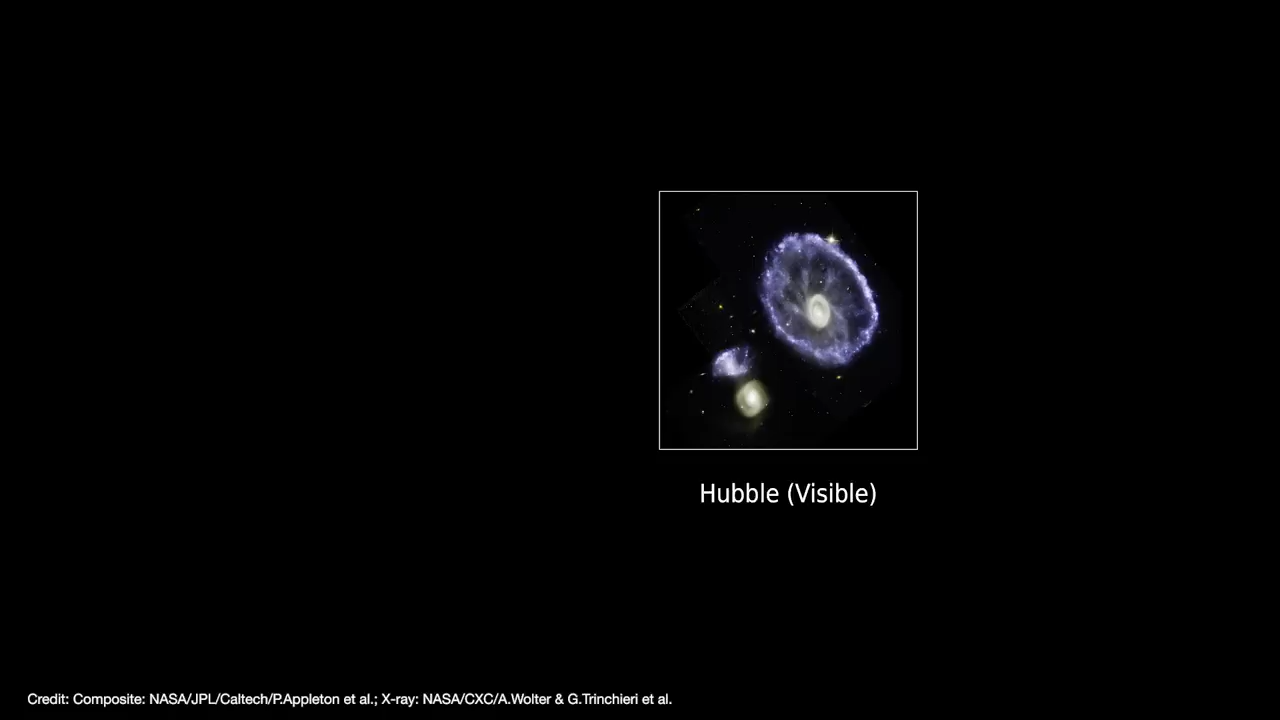 Hubble (Visible)
Credit: Composite: NASA/JPL/Caltech/P.Appleton et al.; X-ray: NASA/CXC/A.Wolter & G.Trinchieri et al.